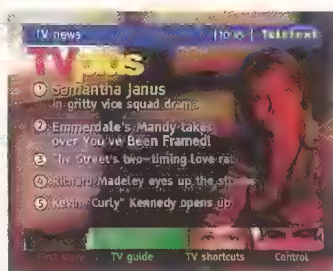 TV news 10:45 Teletext
TVplus
1 Samantha Janus
in gritty vice squad drama
2 Emmerdale's Mandy takes
over You've Been Framed!
3 The Street's two-timing Love rat
4 Richard Madeley eyes up the
5 Kevin "Curly" Kennedy opens up
First story TV guide TV shortcuts Control